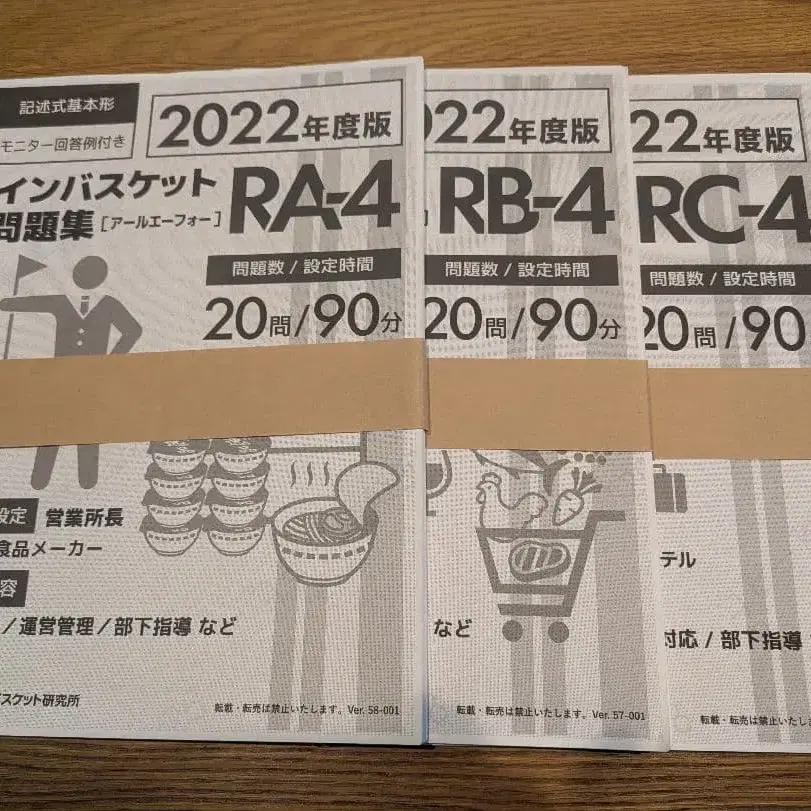 記述式基本形
モニター回答例付き
2022年度版
インバスケット
問題集
[アールエーフォー]
RA-4
問題数 / 設定時間
20問/90分
設定 営業所長
食品メーカー
容
/ 運営管理 / 部下指導 など
スケット研究所
転載・転売は禁止いたします。Ver. 58-001
022年度版
RB-4
問題数 / 設定時間
20問/90分
など
転載・転売は禁止いたします。Ver. 57-001
22年度版
RC-4
問題数 / 設定時間
20問/90
テル
対応 / 部下指導
転載・転売は禁止いたします。